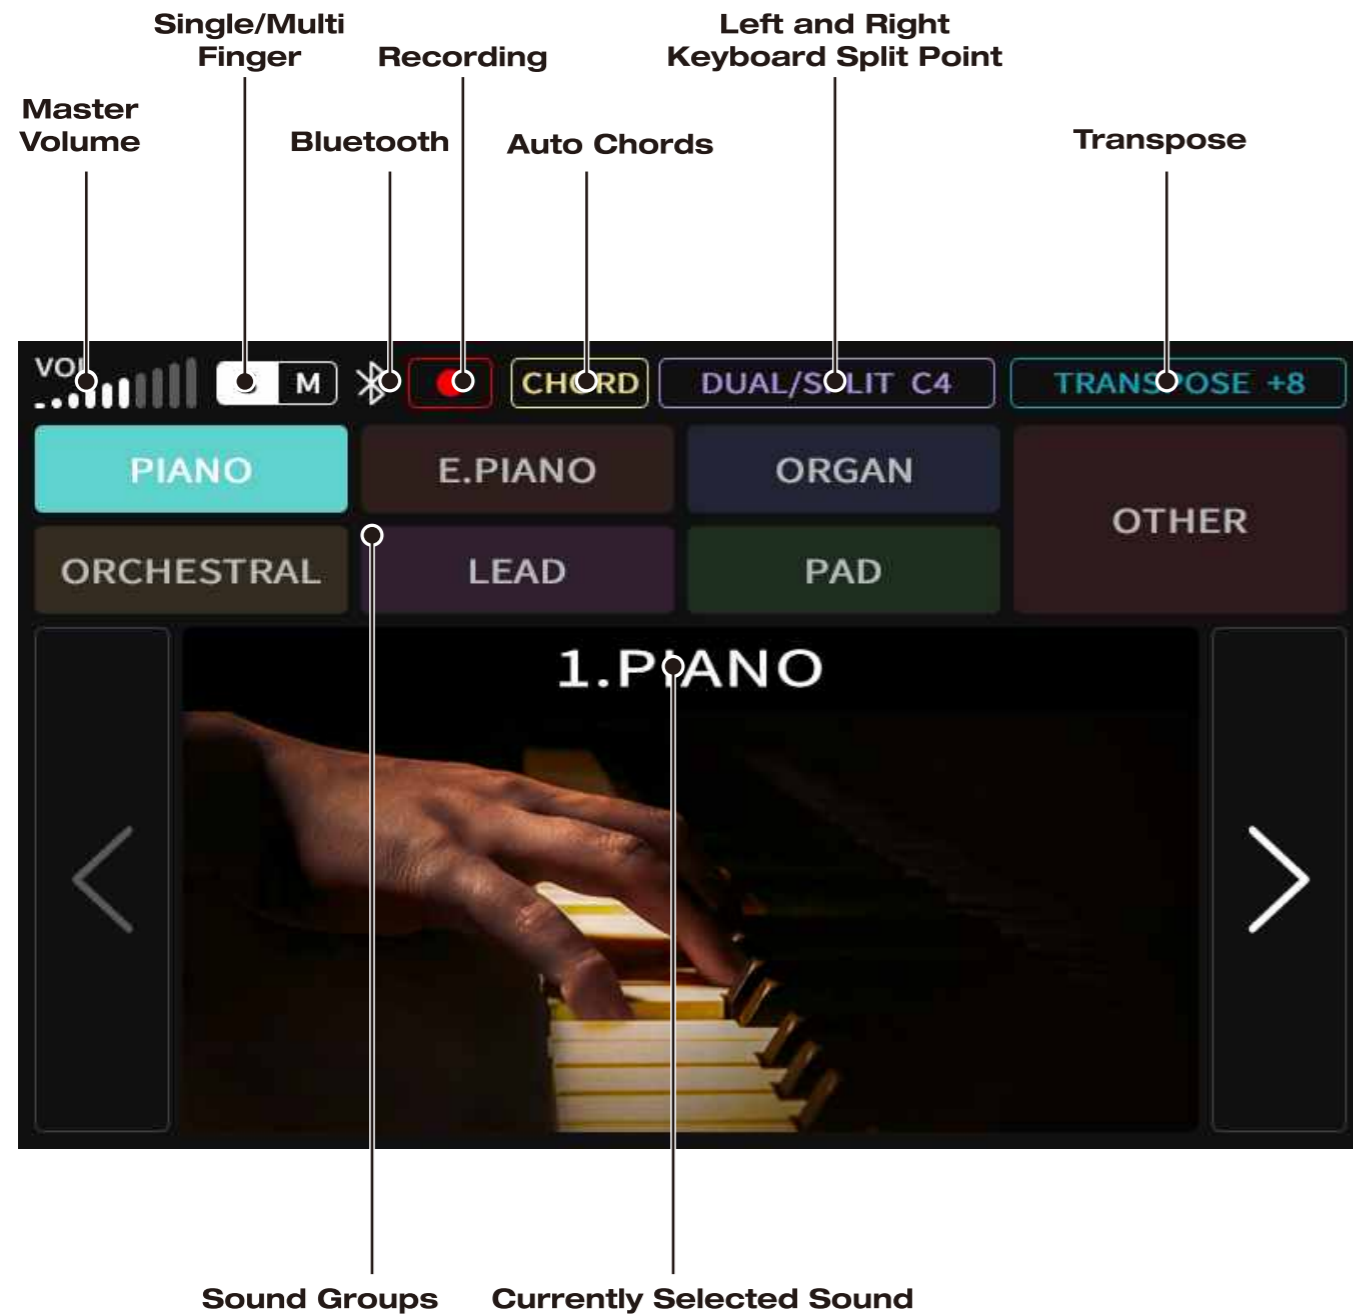 Single/Multi
Finger
Recording
Left and Right
Keyboard Split Point
Master
Volume
Bluetooth
Auto Chords
Transpose
VOL
M
CHORD
DUAL/SPLIT C4
TRANSPOSE +8
PIANO
E.PIANO
ORGAN
OTHER
ORCHESTRAL
LEAD
PAD
1.PIANO
Sound Groups
Currently Selected Sound